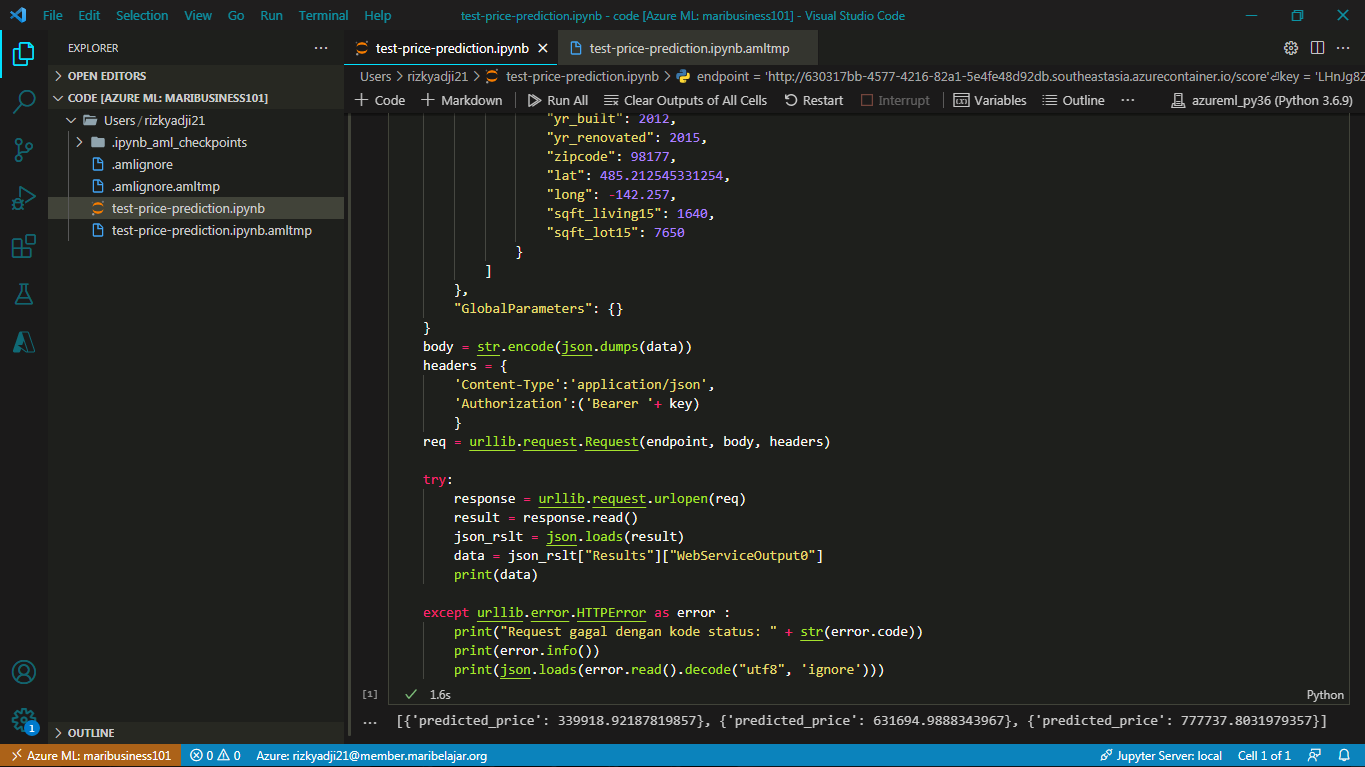 File Edit Selection View Go Run Terminal Help test-price-prediction.ipynb - code [Azure ML: maribusiness101] - Visual Studio Code
EXPLORER
OPEN EDITORS
CODE [AZURE ML: MARIBUSINESS101]
Users / rizkyadji21
.ipynb_aml_checkpoints
.amlignore
.amlignore.amltmp
test-price-prediction.ipynb
test-price-prediction.ipynb.amltmp
OUTLINE
test-price-prediction.ipynb
test-price-prediction.ipynb.amltmp
Users > rizkyadji21 > test-price-prediction.ipynb > endpoint = 'http://630317bb-4577-4216-82a1-5e4fe48d92db.southeastasia.azurecontainer.io/score'⏎key = 'LHnJg8Z
Code Markdown Run All Clear Outputs of All Cells Restart Interrupt Variables Outline azureml_py36 (Python 3.6.9)
"yr_built": 2012,
"yr_renovated": 2015,
"zipcode": 98177,
"lat": 485.212545331254,
"long": -142.257,
"sqft_living15": 1640,
"sqft_lot15": 7650
}
]
},
"GlobalParameters": {}
}
body = str.encode(json.dumps(data))
headers = {
'Content-Type':'application/json',
'Authorization':('Bearer '+ key)
}
req = urllib.request.Request(endpoint, body, headers)
try:
response = urllib.request.urlopen(req)
result = response.read()
json_rslt = json.loads(result)
data = json_rslt["Results"]["WebServiceOutput0"]
print(data)
except urllib.error.HTTPError as error :
print("Request gagal dengan kode status: " + str(error.code))
print(error.info())
print(json.loads(error.read().decode("utf8", 'ignore')))
[1] 1.6s Python
[{'predicted_price': 339918.92187819857}, {'predicted_price': 631694.9888343967}, {'predicted_price': 777737.8031979357}]
1
Azure ML: maribusiness101 0 0 Azure: rizkyadji21@member.maribelajar.org Jupyter Server: local Cell 1 of 1